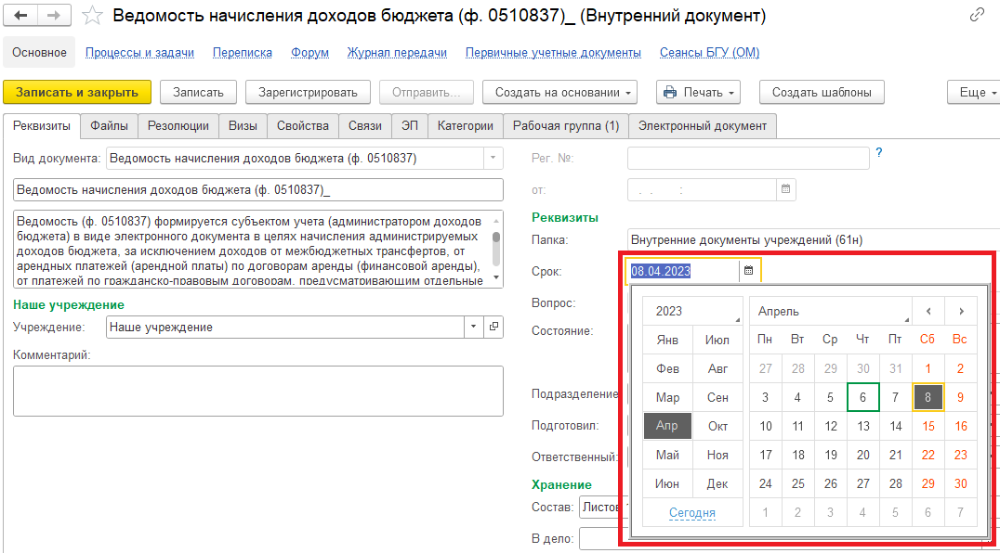 Ведомость начисления доходов бюджета (ф. 0510837)_ (Внутренний документ)
Основное Процессы и задачи Переписка Форум Журнал передачи Первичные учетные документы Сеансы БГУ (ОМ)
Записать и закрыть Записать Зарегистрировать Отправить... Создать на основании Печать Создать шаблоны Еще
Реквизиты Файлы Резолюции Визы Свойства Связи ЭП Категории Рабочая группа (1) Электронный документ
Вид документа: Ведомость начисления доходов бюджета (ф. 0510837)
Рег. №: ?
Ведомость начисления доходов бюджета (ф. 0510837)_
от: . . :
Ведомость (ф. 0510837) формируется субъектом учета (администратором доходов
бюджета) в виде электронного документа в целях начисления администрируемых
доходов бюджета, за исключением доходов от межбюджетных трансфертов, от
арендных платежей (арендной платы) по договорам аренды (финансовой аренды),
от платежей по гражданско-правовым договорам, предусматривающим отдельные
Наше учреждение
Учреждение: Наше учреждение
Комментарий:
Реквизиты
Папка: Внутренние документы учреждений (61н)
Срок: 08.04.2023
Вопрос:
Состояние:
Подразделение
Подготовил:
Ответственный:
Хранение
Состав: Листов
В дело:
2023
Янв Июл
Фев Авг
Мар Сен
Апр Окт
Май Ноя
Июн Дек
Сегодня
Апрель ‹ ›
Пн Вт Ср Чт Пт Сб Вс
27 28 29 30 31 1 2
3 4 5 6 7 8 9
10 11 12 13 14 15 16
17 18 19 20 21 22 23
24 25 26 27 28 29 30
1 2 3 4 5 6 7